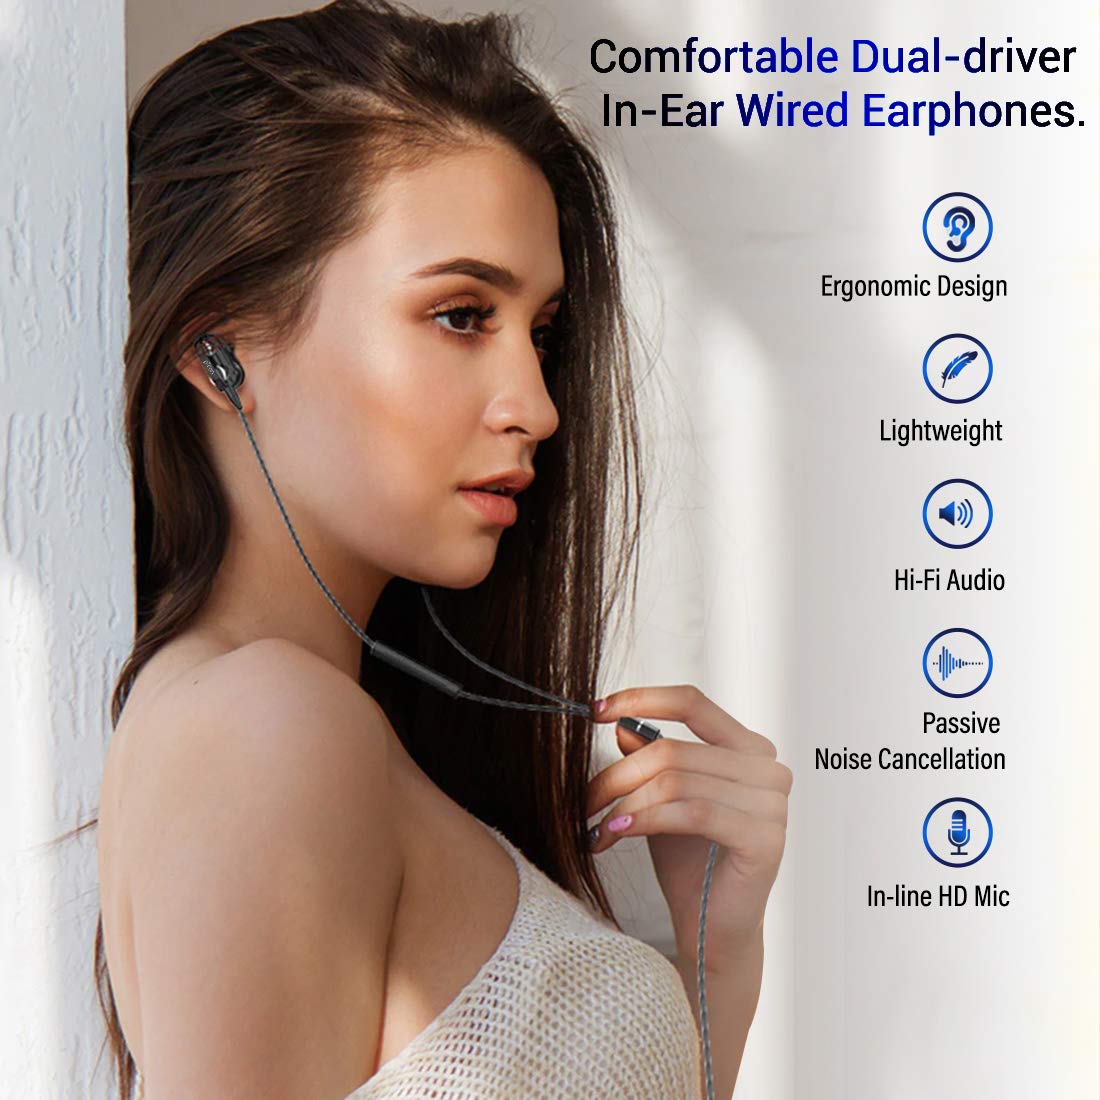 Comfortable Dual-driver
In-Ear Wired Earphones.
Ergonomic Design
Lightweight
Hi-Fi Audio
Passive
Noise Cancellation
In-line HD Mic